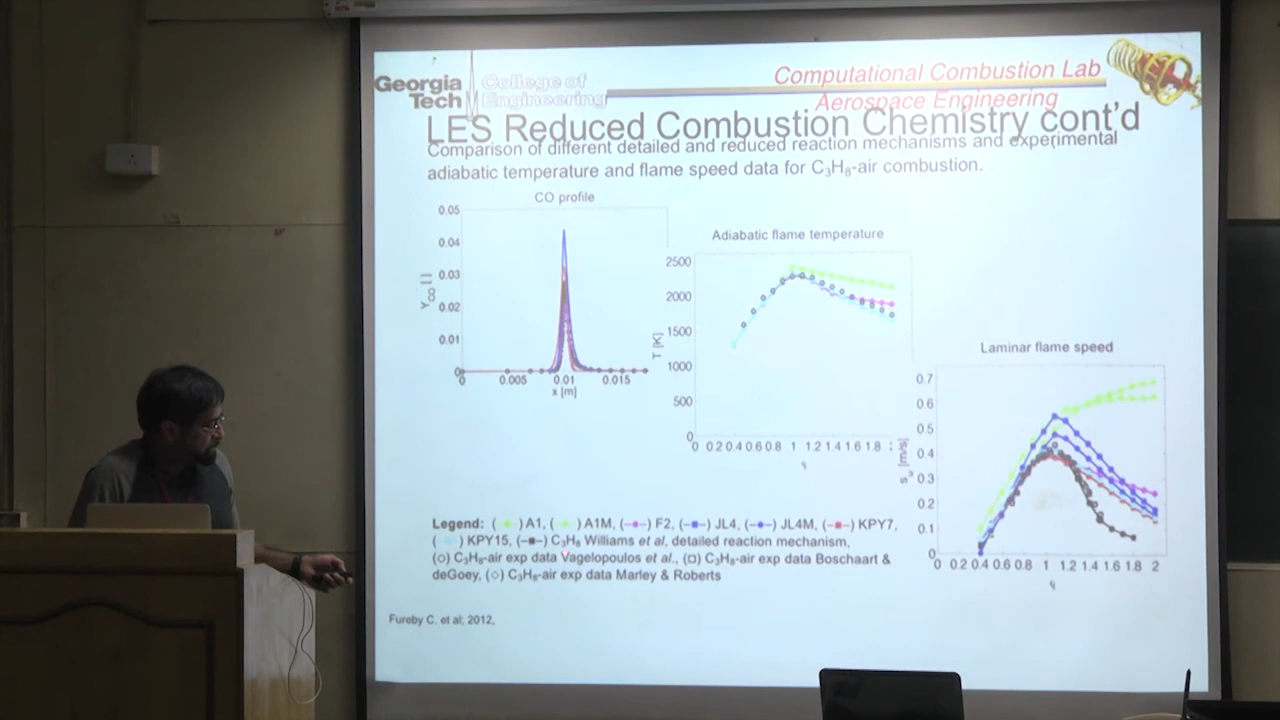 Georgia
Tech
College of
Engineering
Computational Combustion Lab
Aerospace Engineering
LES Reduced Combustion Chemistry cont'd
Comparison of different detailed and reduced reaction mechanisms and experimental
adiabatic temperature and flame speed data for C₃H₈-air combustion.
CO profile
0.05
0.04
0.03
0.02
0.01
0
Y_CO [ ]
0 0.005 0.01 0.015
x [m]
Adiabatic flame temperature
2500
2000
1500
1000
500
0
T [K]
0 0.2 0.4 0.6 0.8 1 1.2 1.4 1.6 1.8
Laminar flame speed
0.7
0.6
0.5
0.4
0.3
0.2
0.1
0
s_u [m/s]
0 0.2 0.4 0.6 0.8 1 1.2 1.4 1.6 1.8 2
Legend: ( ) A1, ( ) A1M, (-•-) F2, (-■-) JL4, (-●-) JL4M, (-■-) KPY7,
( ) KPY15, (-■-) C₃H₈ Williams et al, detailed reaction mechanism,
(○) C₃H₈-air exp data Vagelopoulos et al., (□) C₃H₈-air exp data Boschaart &
deGoey, (◇) C₃H₈-air exp data Marley & Roberts
Fureby C. et al; 2012,